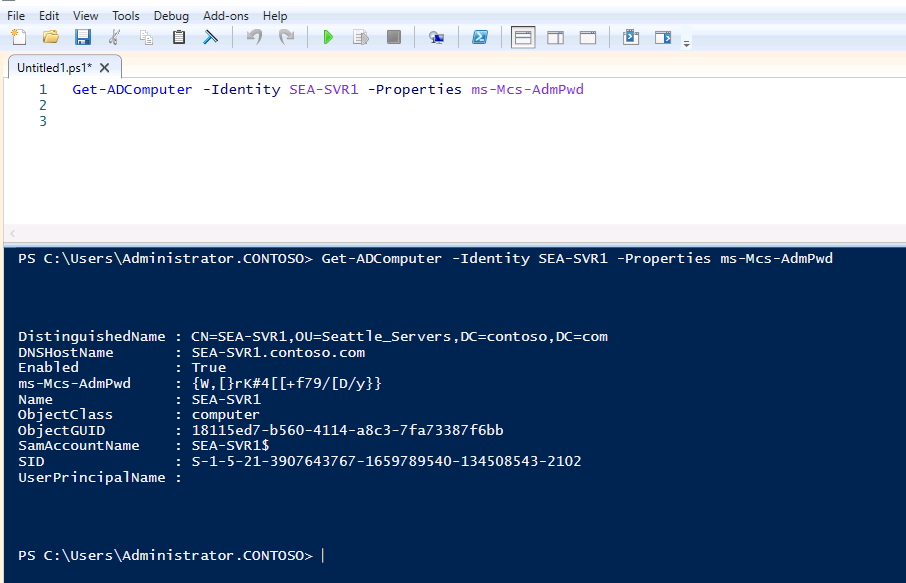 File Edit View Tools Debug Add-ons Help
Untitled1.ps1* X
1 Get-ADComputer -Identity SEA-SVR1 -Properties ms-Mcs-AdmPwd
2
3
PS C:\Users\Administrator.CONTOSO> Get-ADComputer -Identity SEA-SVR1 -Properties ms-Mcs-AdmPwd
DistinguishedName : CN=SEA-SVR1,OU=Seattle_Servers,DC=contoso,DC=com
DNSHostName : SEA-SVR1.contoso.com
Enabled : True
ms-Mcs-AdmPwd : {W,[}rK#4[[+f79/[D/y}}
Name : SEA-SVR1
ObjectClass : computer
ObjectGUID : 18115ed7-b560-4114-a8c3-7fa73387f6bb
SamAccountName : SEA-SVR1$
SID : S-1-5-21-3907643767-1659789540-134508543-2102
UserPrincipalName :
PS C:\Users\Administrator.CONTOSO>